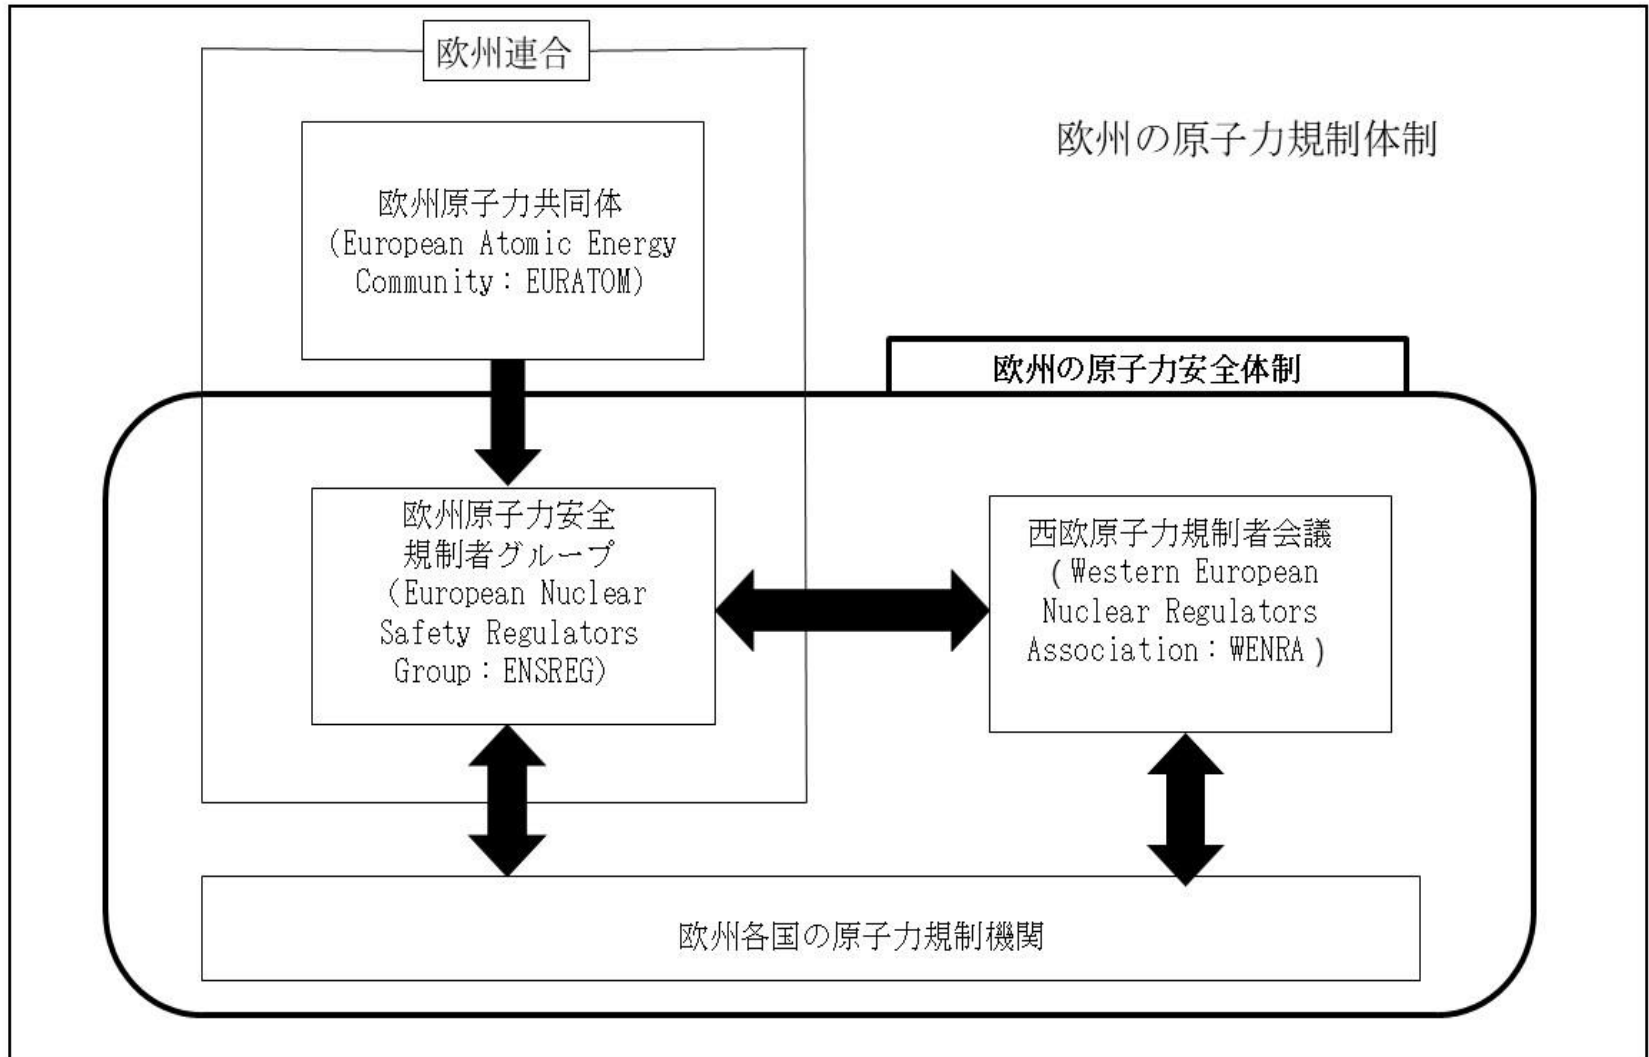 欧州連合
欧州の原子力規制体制
欧州原子力共同体
(European Atomic Energy
Community：EURATOM)
欧州の原子力安全体制
欧州原子力安全
規制者グループ
(European Nuclear
Safety Regulators
Group：ENSREG)
西欧原子力規制者会議
(Western European
Nuclear Regulators
Association：WENRA)
欧州各国の原子力規制機関